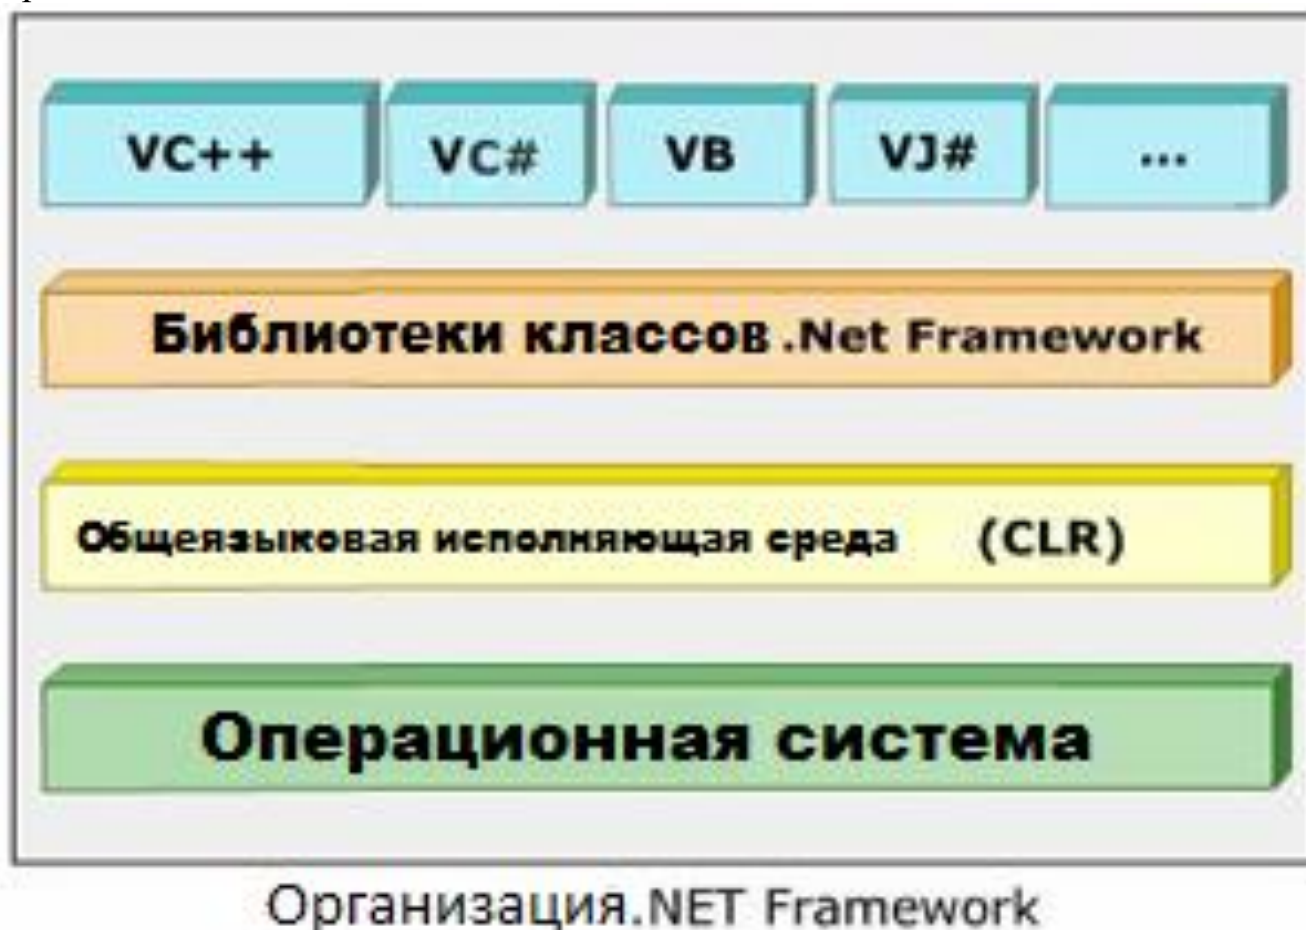 VC++ VC# VB VJ# ...
Библиотеки классов .Net Framework
Общеязыковая исполняющая среда (CLR)
Операционная система
Организация.NET Framework